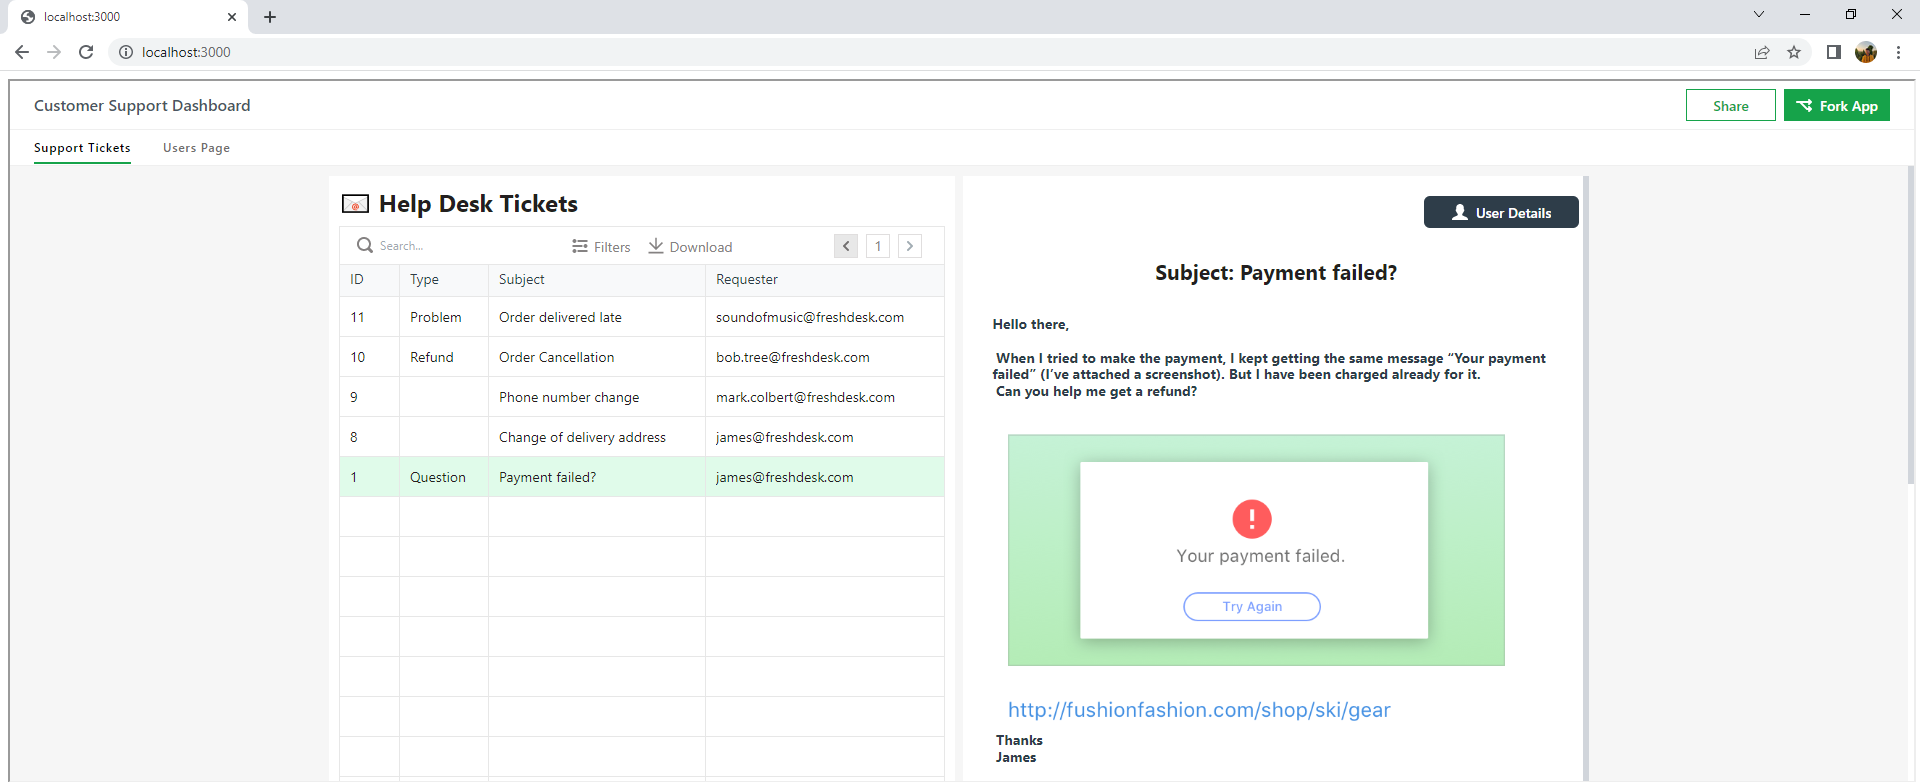 localhost:3000
localhost:3000
Customer Support Dashboard
Share
Fork App
Support Tickets
Users Page
Help Desk Tickets
Search...
Filters
Download
1
ID Type Subject Requester
11 Problem Order delivered late soundofmusic@freshdesk.com
10 Refund Order Cancellation bob.tree@freshdesk.com
9 Phone number change mark.colbert@freshdesk.com
8 Change of delivery address james@freshdesk.com
1 Question Payment failed? james@freshdesk.com
User Details
Subject: Payment failed?
Hello there,
When I tried to make the payment, I kept getting the same message “Your payment
failed” (I’ve attached a screenshot). But I have been charged already for it.
Can you help me get a refund?
Your payment failed.
Try Again
http://fushionfashion.com/shop/ski/gear
Thanks
James